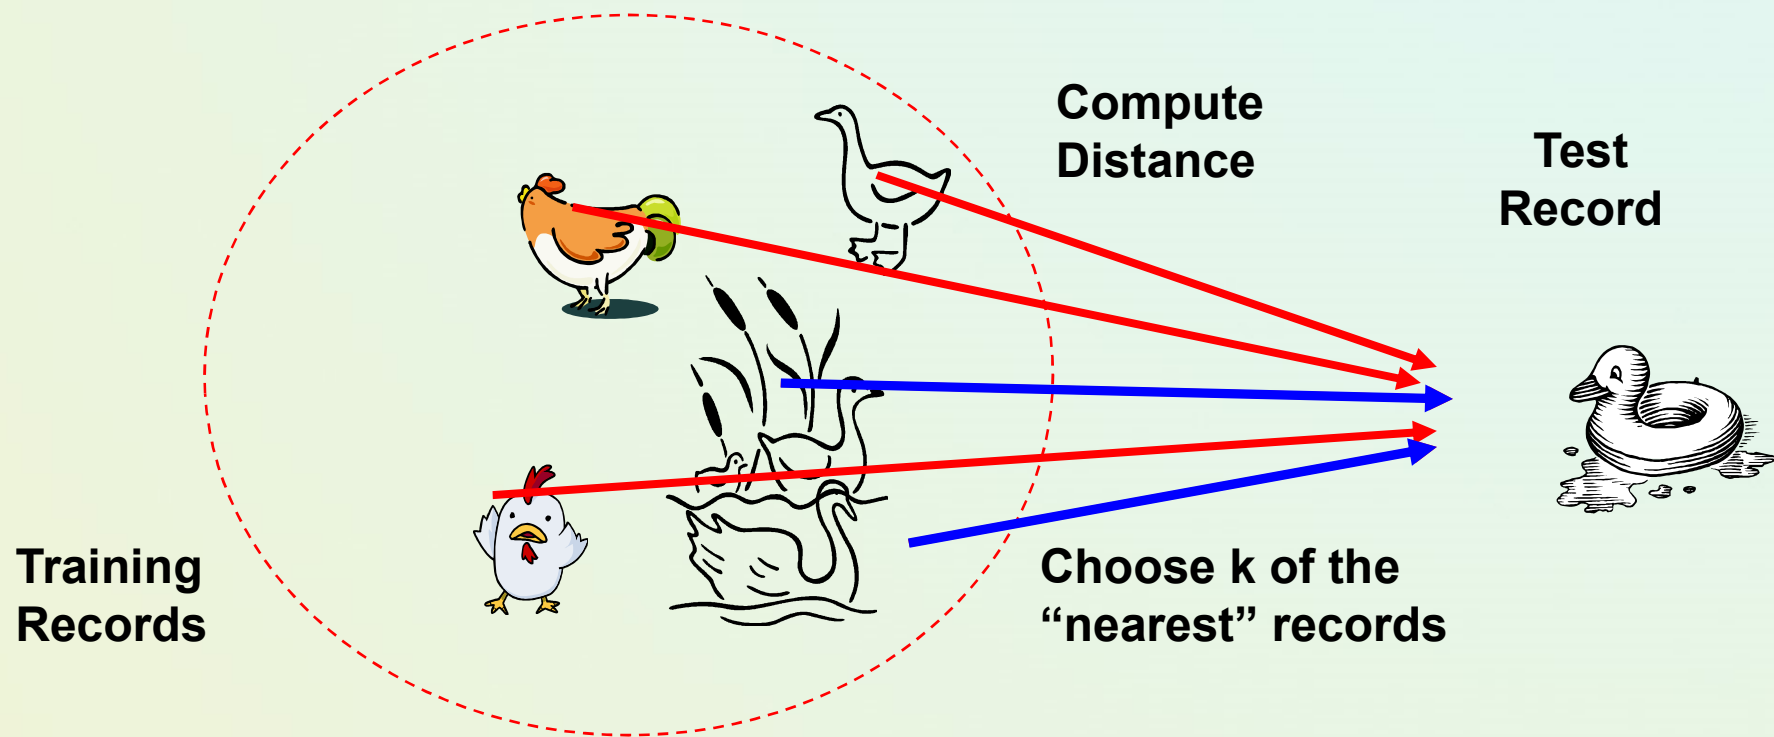 Compute
Distance
Test
Record
Training
Records
Choose k of the
“nearest” records